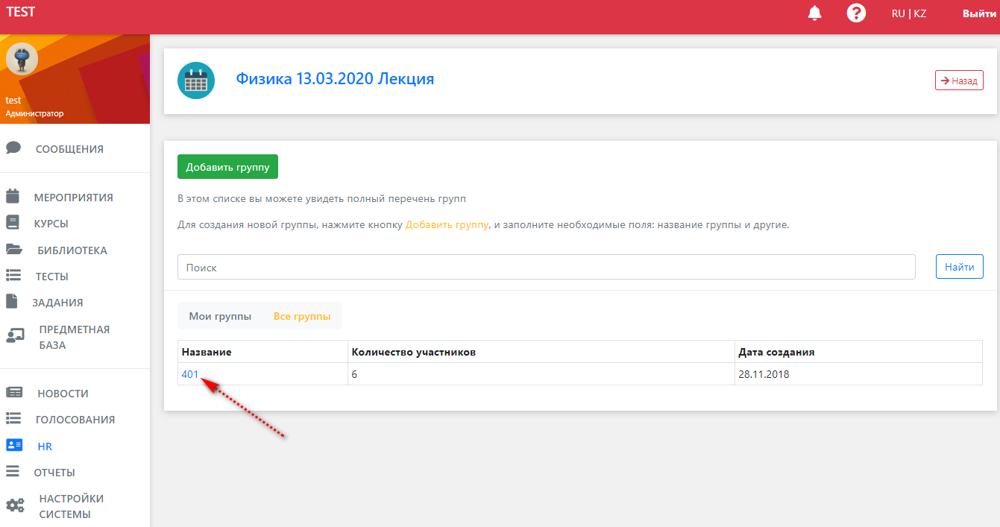 TEST
RU | KZ
Выйти
test
Администратор
СООБЩЕНИЯ
МЕРОПРИЯТИЯ
КУРСЫ
БИБЛИОТЕКА
ТЕСТЫ
ЗАДАНИЯ
ПРЕДМЕТНАЯ
БАЗА
НОВОСТИ
ГОЛОСОВАНИЯ
HR
ОТЧЕТЫ
НАСТРОЙКИ
СИСТЕМЫ
Физика 13.03.2020 Лекция
Назад
Добавить группу
В этом списке вы можете увидеть полный перечень групп
Для создания новой группы, нажмите кнопку Добавить группу, и заполните необходимые поля: название группы и другие.
Поиск
Найти
Мои группы Все группы
Название Количество участников Дата создания
401 6 28.11.2018